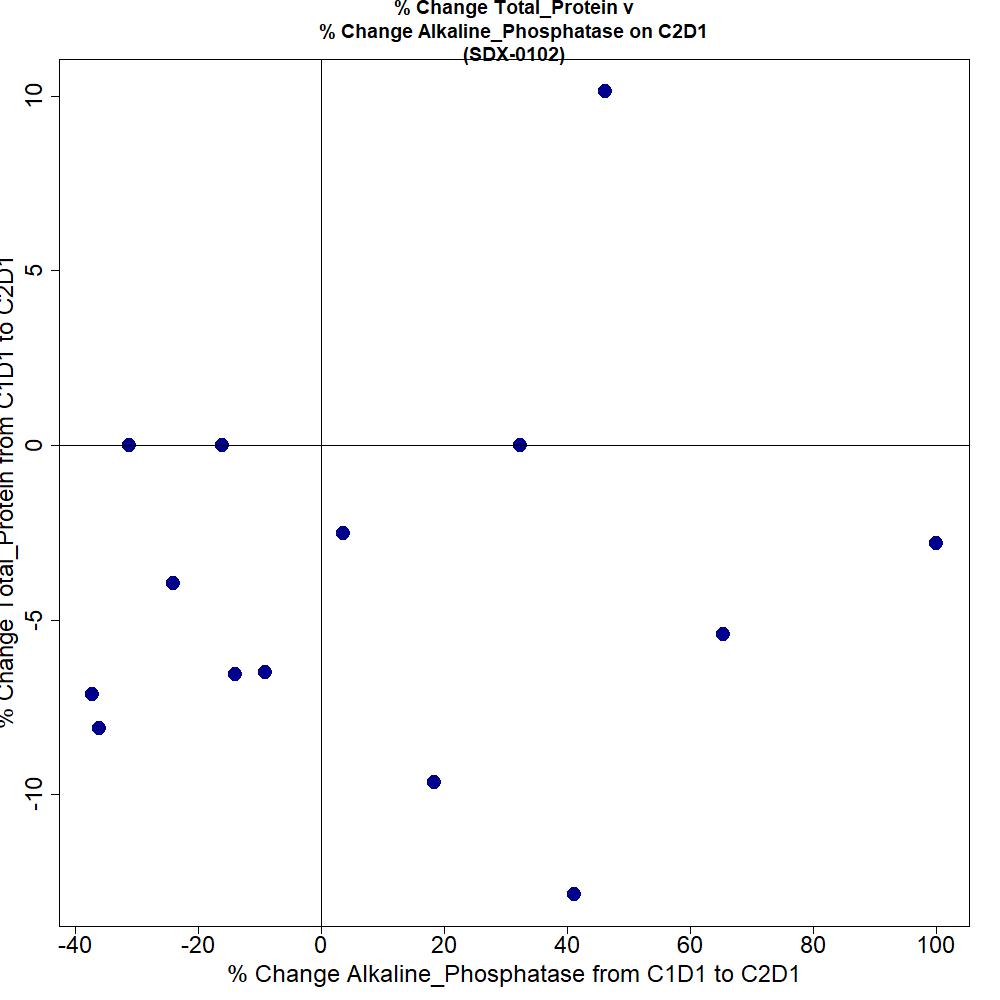 % Change Total_Protein v
% Change Alkaline_Phosphatase on C2D1
(SDX-0102)
% Change Total_Protein from C1D1 to C2D1
10
5
0
-5
-10
-40
-20
0
20
40
60
80
100
% Change Alkaline_Phosphatase from C1D1 to C2D1